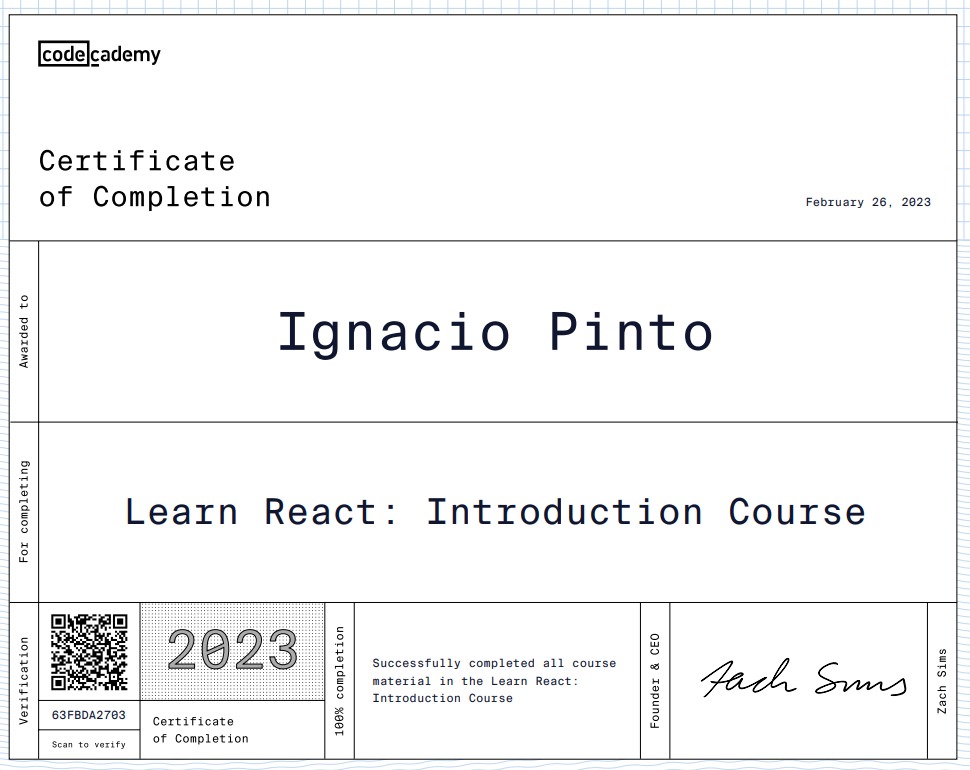 codecademy
Certificate
of Completion
February 26, 2023
Awarded to
Ignacio Pinto
For completing
Learn React: Introduction Course
Verification
63FBDA2703
Scan to verify
2023
Certificate
of Completion
100% completion
Successfully completed all course
material in the Learn React:
Introduction Course
Founder & CEO
Zach Sims
Zach Sims